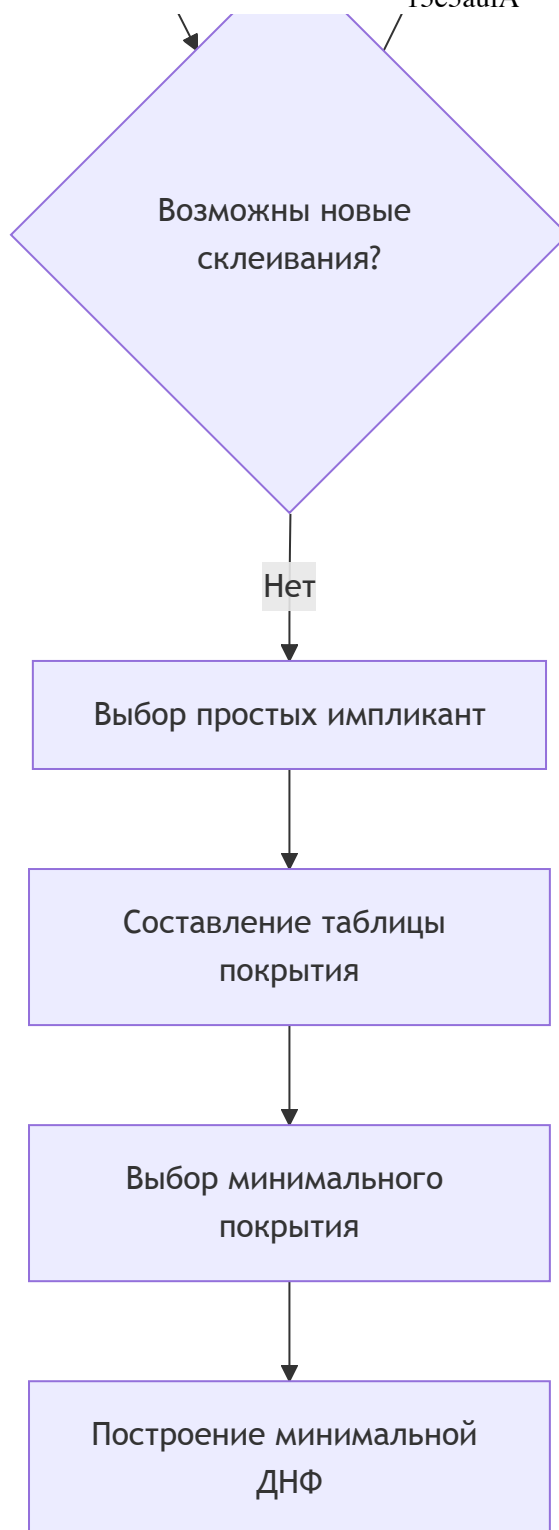 Возможны новые
склеивания?
Нет
Выбор простых импликант
Составление таблицы
покрытия
Выбор минимального
покрытия
Построение минимальной
ДНФ